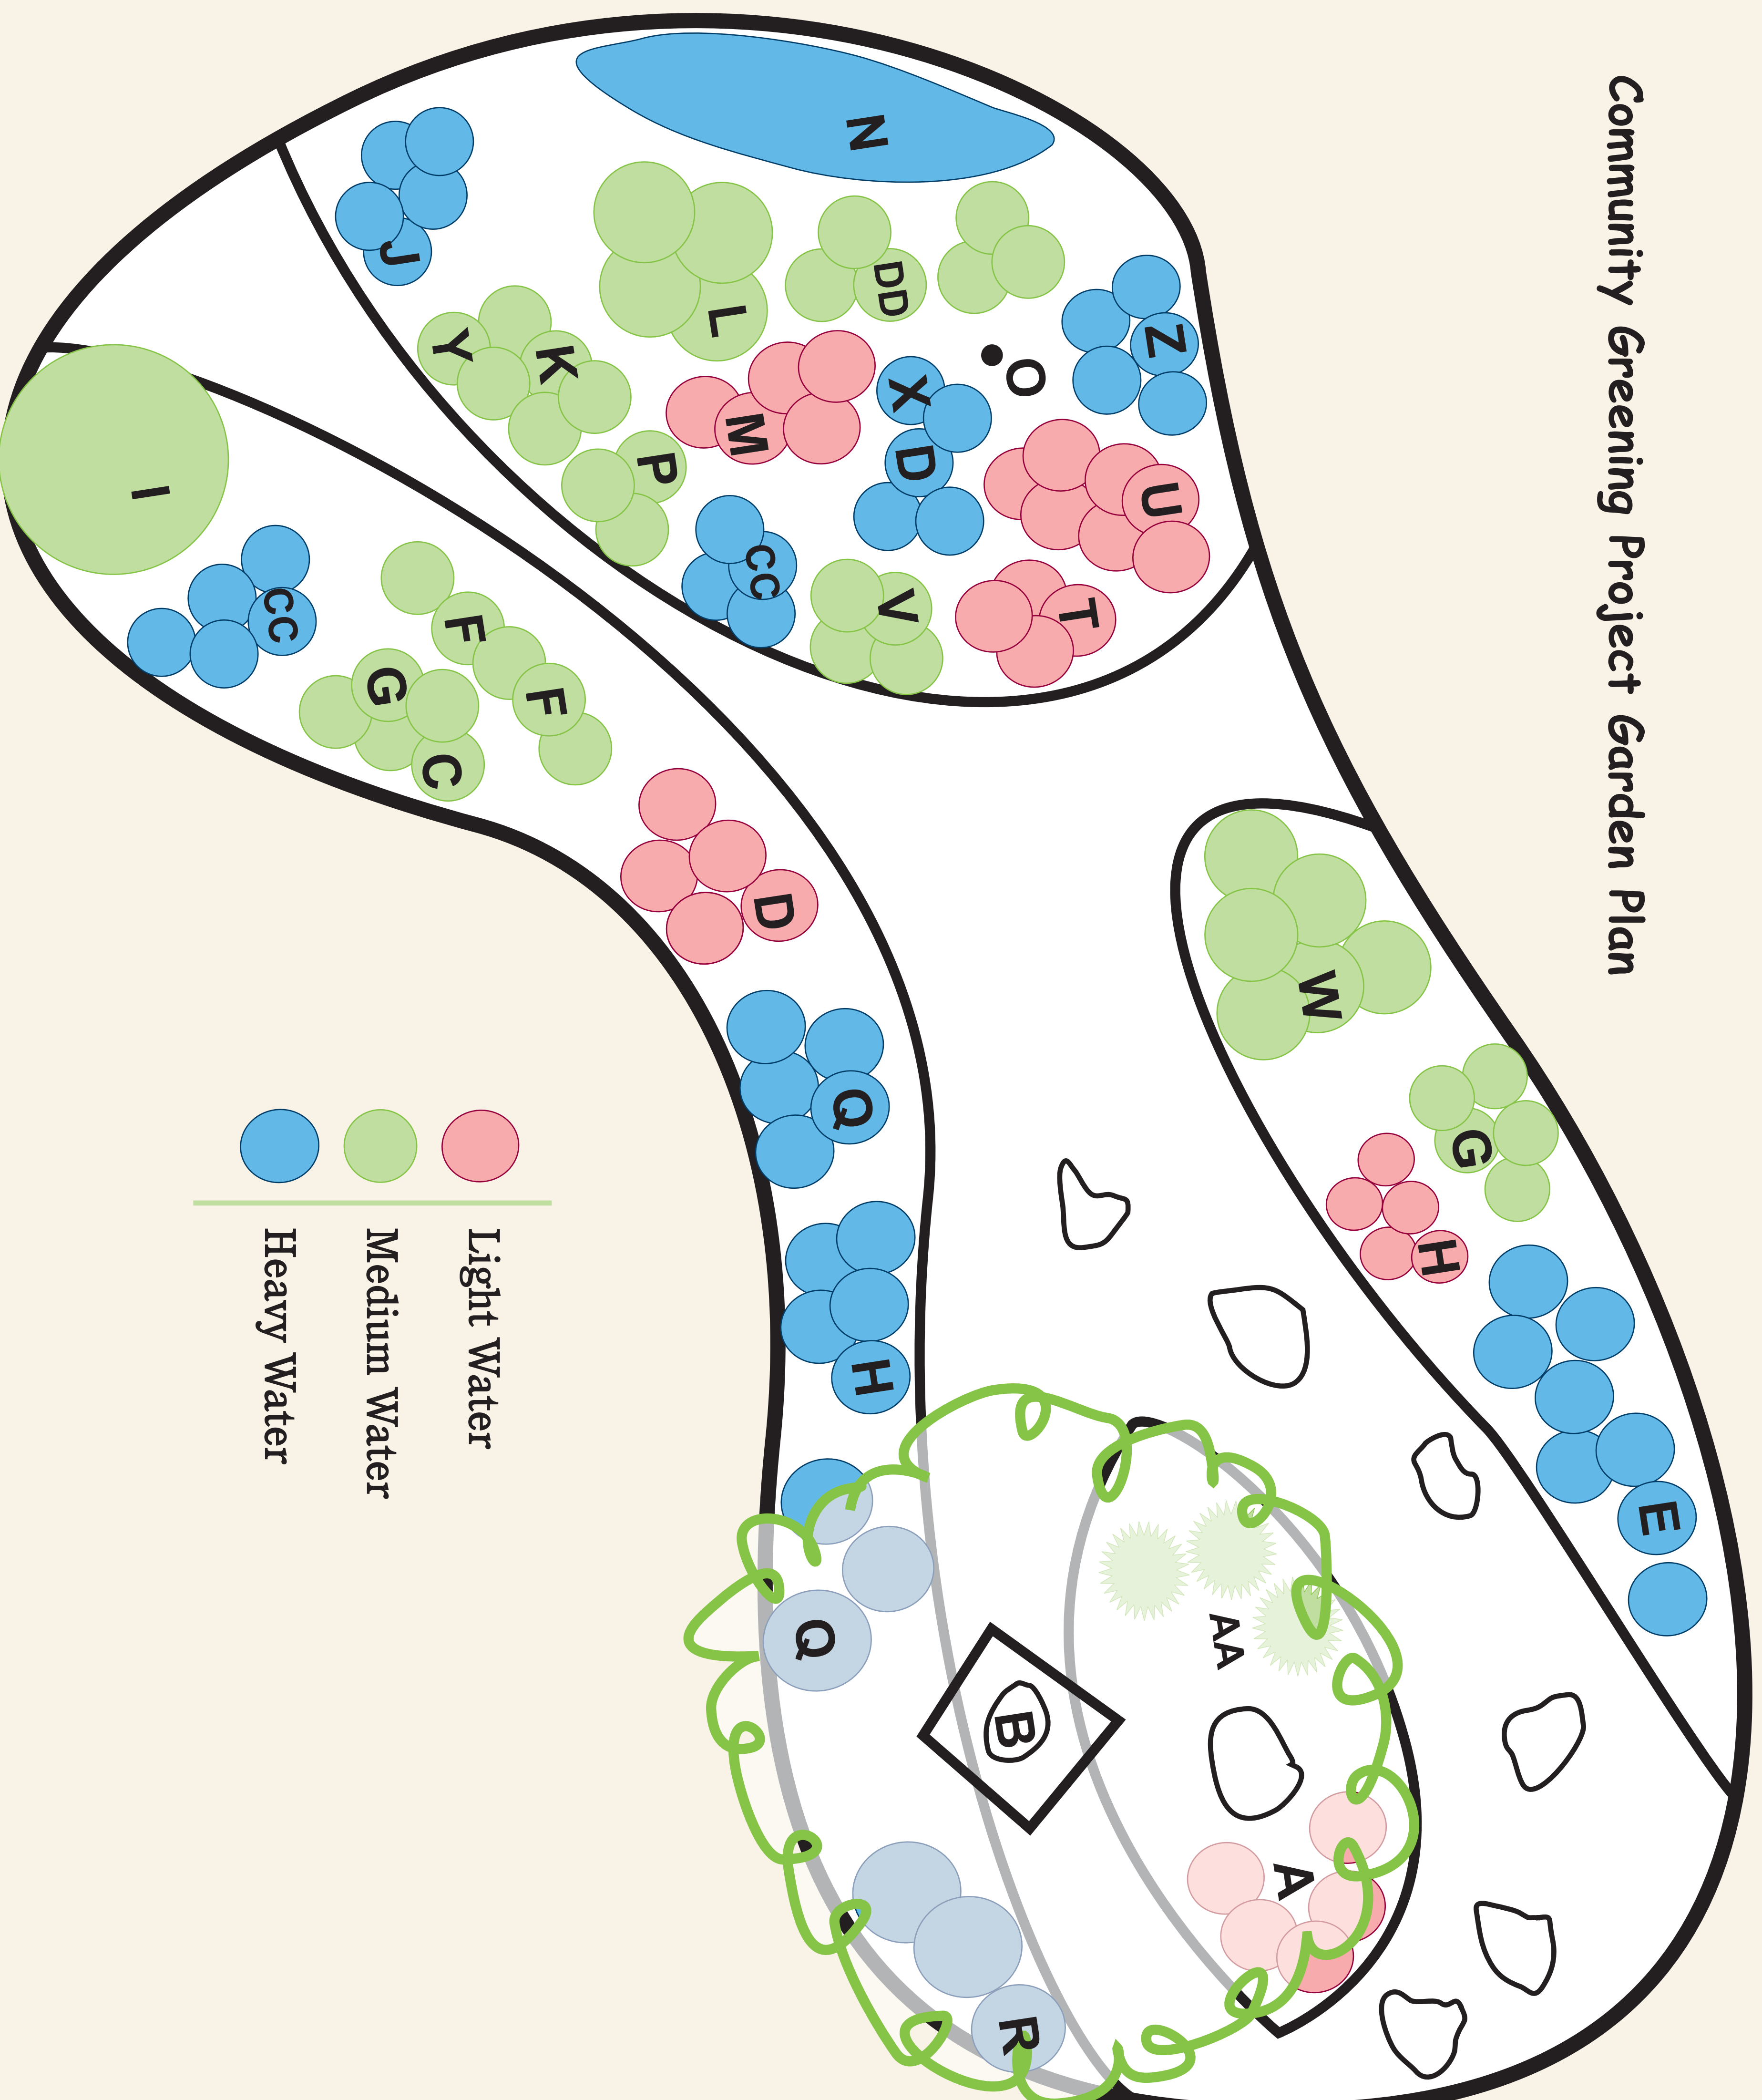 Community Greening Project Garden Plan
E
G
H
W
A
AA
Z
U
T
O
R
B
X
D
V
DD
H
N
Q
Q
D
CC
M
L
P
K
F
F
Y
C
J
G
CC
I
Light Water
Medium Water
Heavy Water